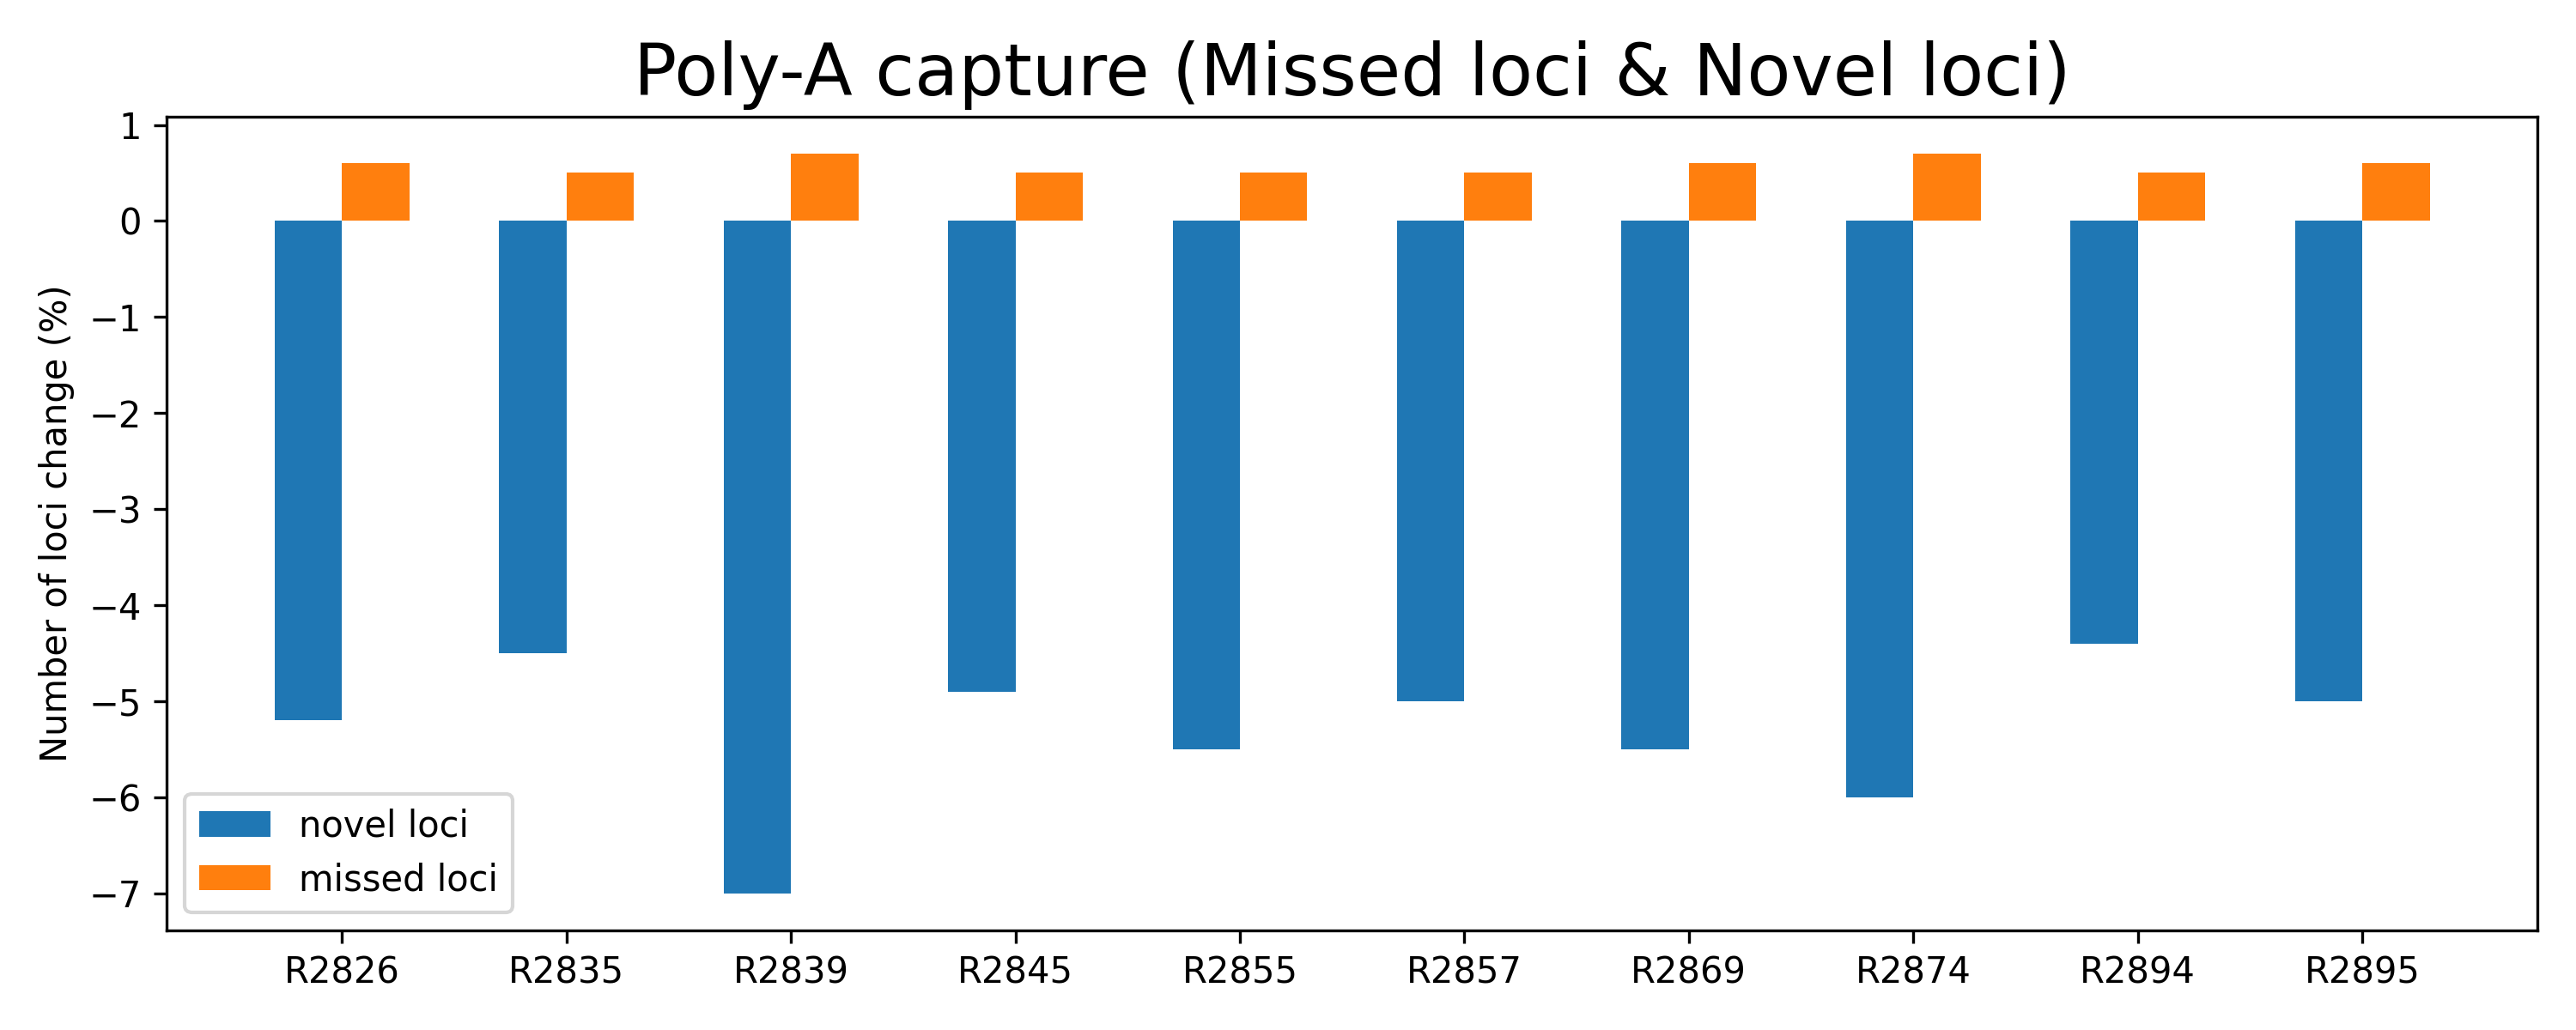 Poly-A capture (Missed loci & Novel loci)
Number of loci change (%)
1
0
−1
−2
−3
−4
−5
−6
−7
novel loci
missed loci
R2826 R2835 R2839 R2845 R2855 R2857 R2869 R2874 R2894 R2895